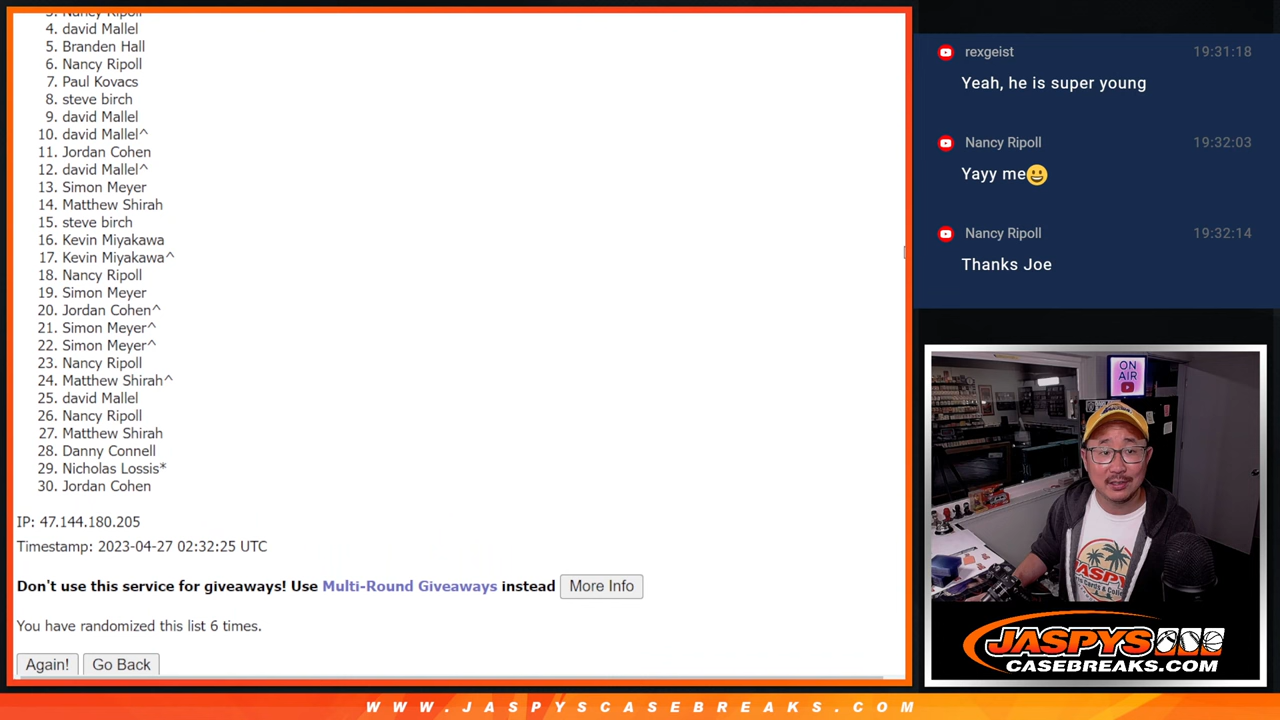 3. Nancy Ripoll
4. david Mallel
5. Branden Hall
6. Nancy Ripoll
7. Paul Kovacs
8. steve birch
9. david Mallel
10. david Mallel^
11. Jordan Cohen
12. david Mallel^
13. Simon Meyer
14. Matthew Shirah
15. steve birch
16. Kevin Miyakawa
17. Kevin Miyakawa^
18. Nancy Ripoll
19. Simon Meyer
20. Jordan Cohen^
21. Simon Meyer^
22. Simon Meyer^
23. Nancy Ripoll
24. Matthew Shirah^
25. david Mallel
26. Nancy Ripoll
27. Matthew Shirah
28. Danny Connell
29. Nicholas Lossis*
30. Jordan Cohen
IP: 47.144.180.205
Timestamp: 2023-04-27 02:32:25 UTC
Don't use this service for giveaways! Use Multi-Round Giveaways instead More Info
You have randomized this list 6 times.
Again! Go Back
rexgeist 19:31:18
Yeah, he is super young
Nancy Ripoll 19:32:03
Yayy me😀
Nancy Ripoll 19:32:14
Thanks Joe
ON
AIR
JASPYS
JASPYS
CASEBREAKS.COM
WWW.JASPYSCASEBREAKS.COM